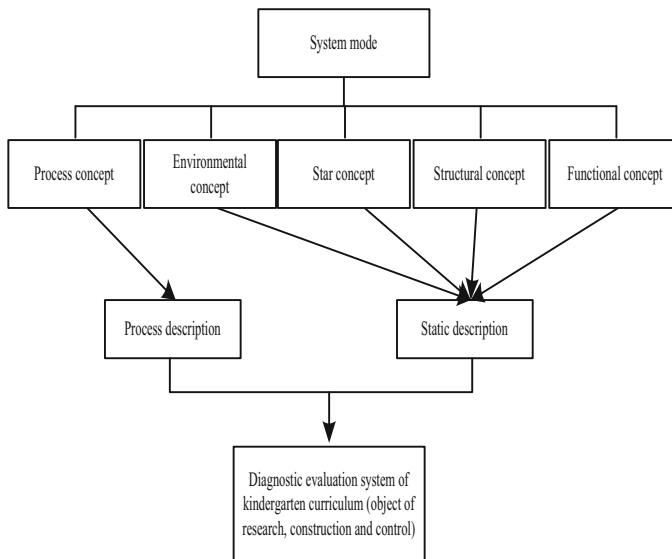 System mode
Process concept
Environmental
concept
Star concept
Structural concept
Functional concept
Process description
Static description
Diagnostic evaluation system of
kindergarten curriculum (object of
research, construction and control)